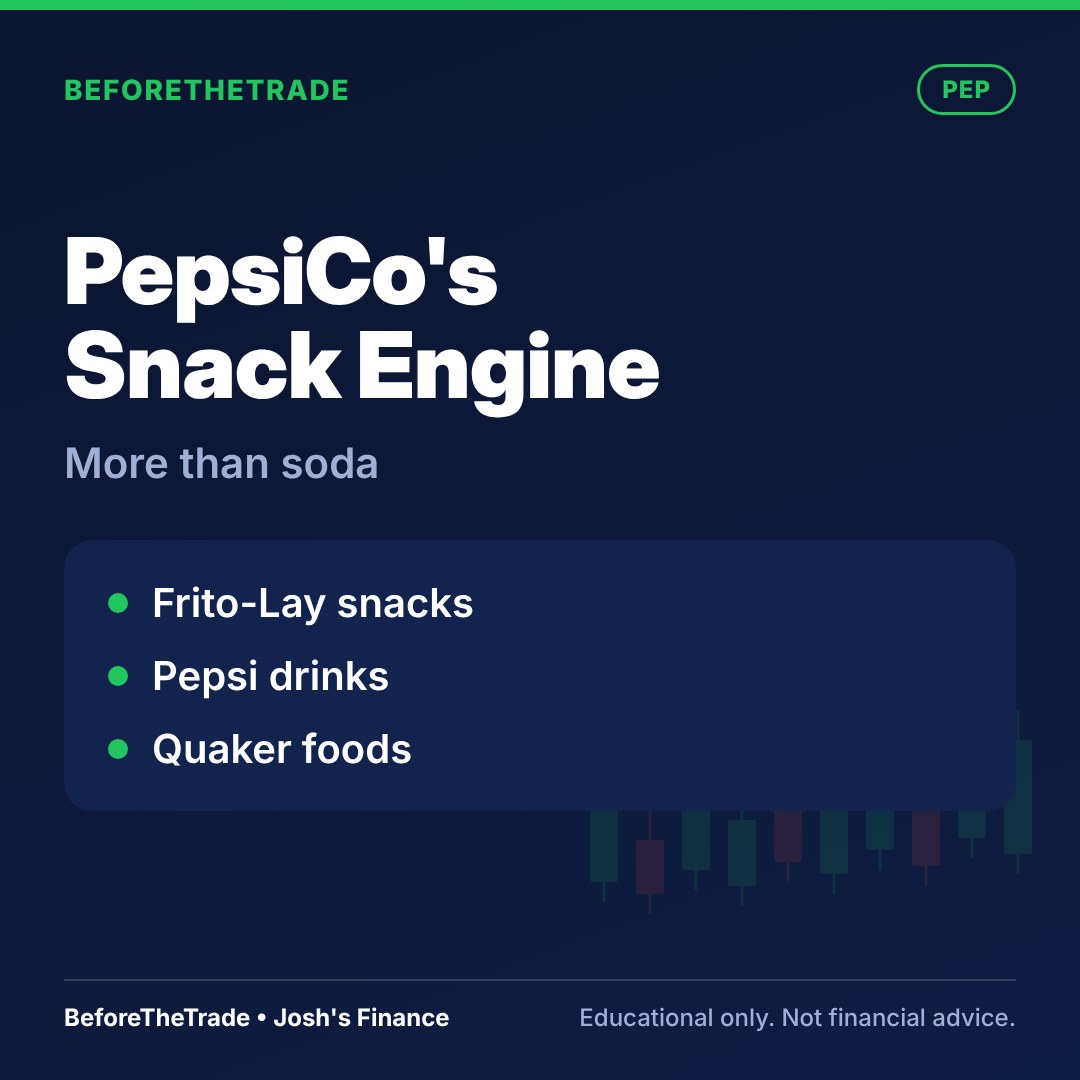 BEFORETHETRADE
PEP
PepsiCo's
Snack Engine
More than soda
Frito-Lay snacks
Pepsi drinks
Quaker foods
BeforeTheTrade • Josh's Finance
Educational only. Not financial advice.